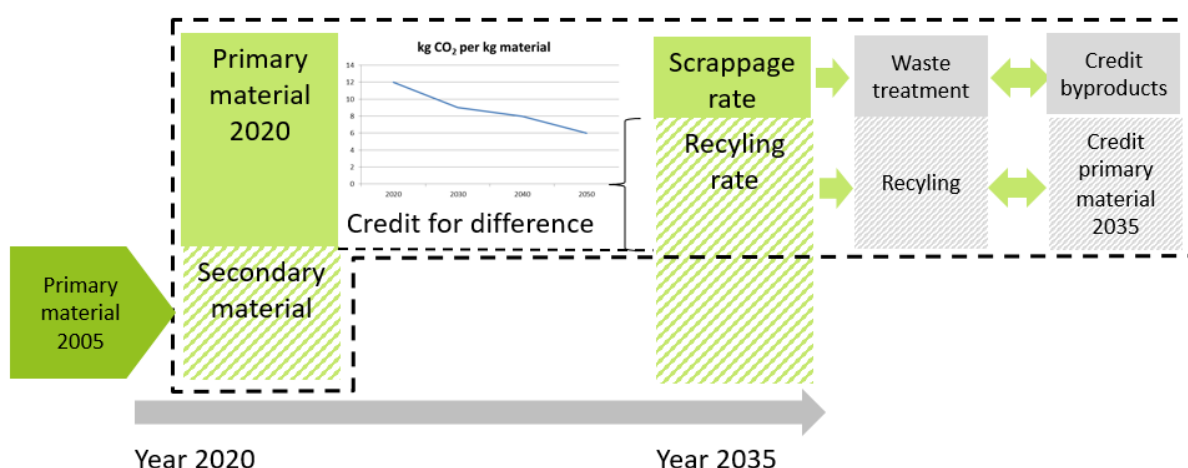 Primary
material
2020
kg CO₂ per kg material
14
12
10
8
6
4
2
0
2020
2030
2040
2050
Credit for difference
Scrappage
rate
Recyling
rate
Waste
treatment
Credit
byproducts
Recyling
Credit
primary
material
2035
Primary
material
2005
Secondary
material
Year 2020
Year 2035